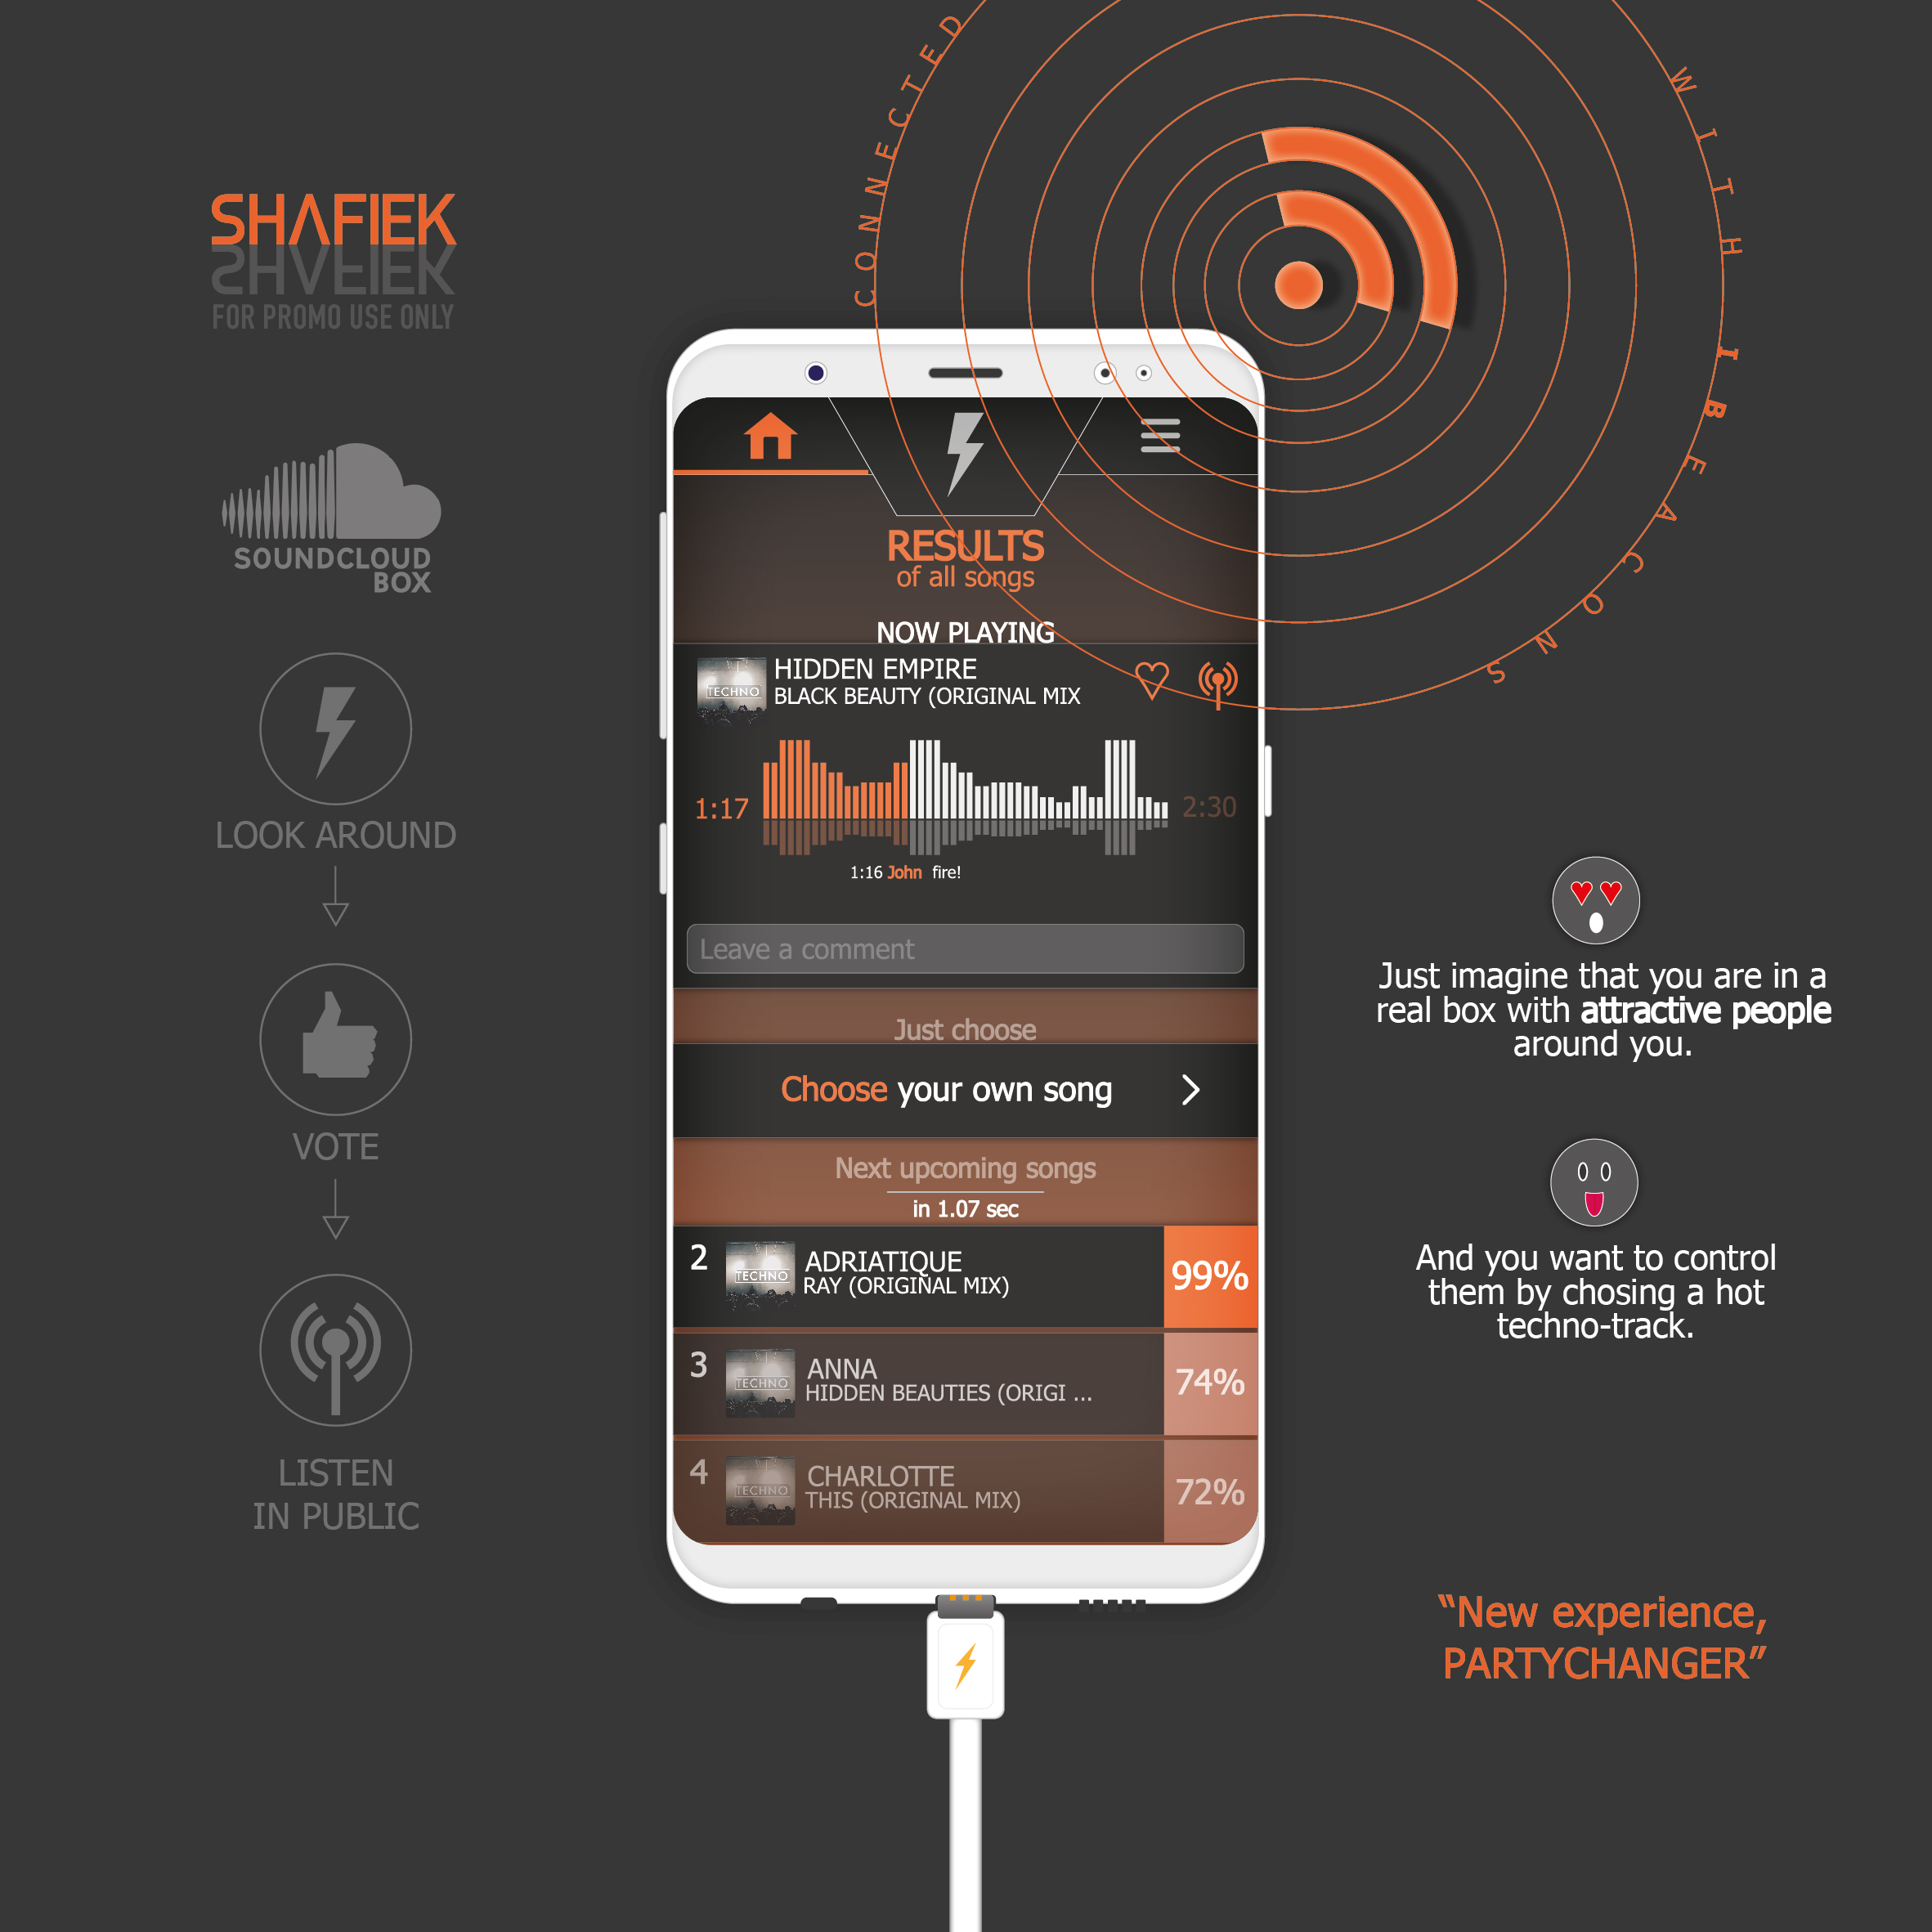 SHAFIEK
SHAFIEK
FOR PROMO USE ONLY
SOUNDCLOUD
BOX
LOOK AROUND
VOTE
LISTEN
IN PUBLIC
CONNECTED WITH IBEACONS
RESULTS
of all songs
NOW PLAYING
TECHNO
HIDDEN EMPIRE
BLACK BEAUTY (ORIGINAL MIX
1:17
2:30
1:16 John fire!
Leave a comment
Just choose
Choose your own song
Next upcoming songs
in 1.07 sec
2
TECHNO
ADRIATIQUE
RAY (ORIGINAL MIX)
99%
3
TECHNO
ANNA
HIDDEN BEAUTIES (ORIGI ...
74%
4
TECHNO
CHARLOTTE
THIS (ORIGINAL MIX)
72%
Just imagine that you are in a
real box with attractive people
around you.
And you want to control
them by chosing a hot
techno-track.
“New experience,
PARTYCHANGER”